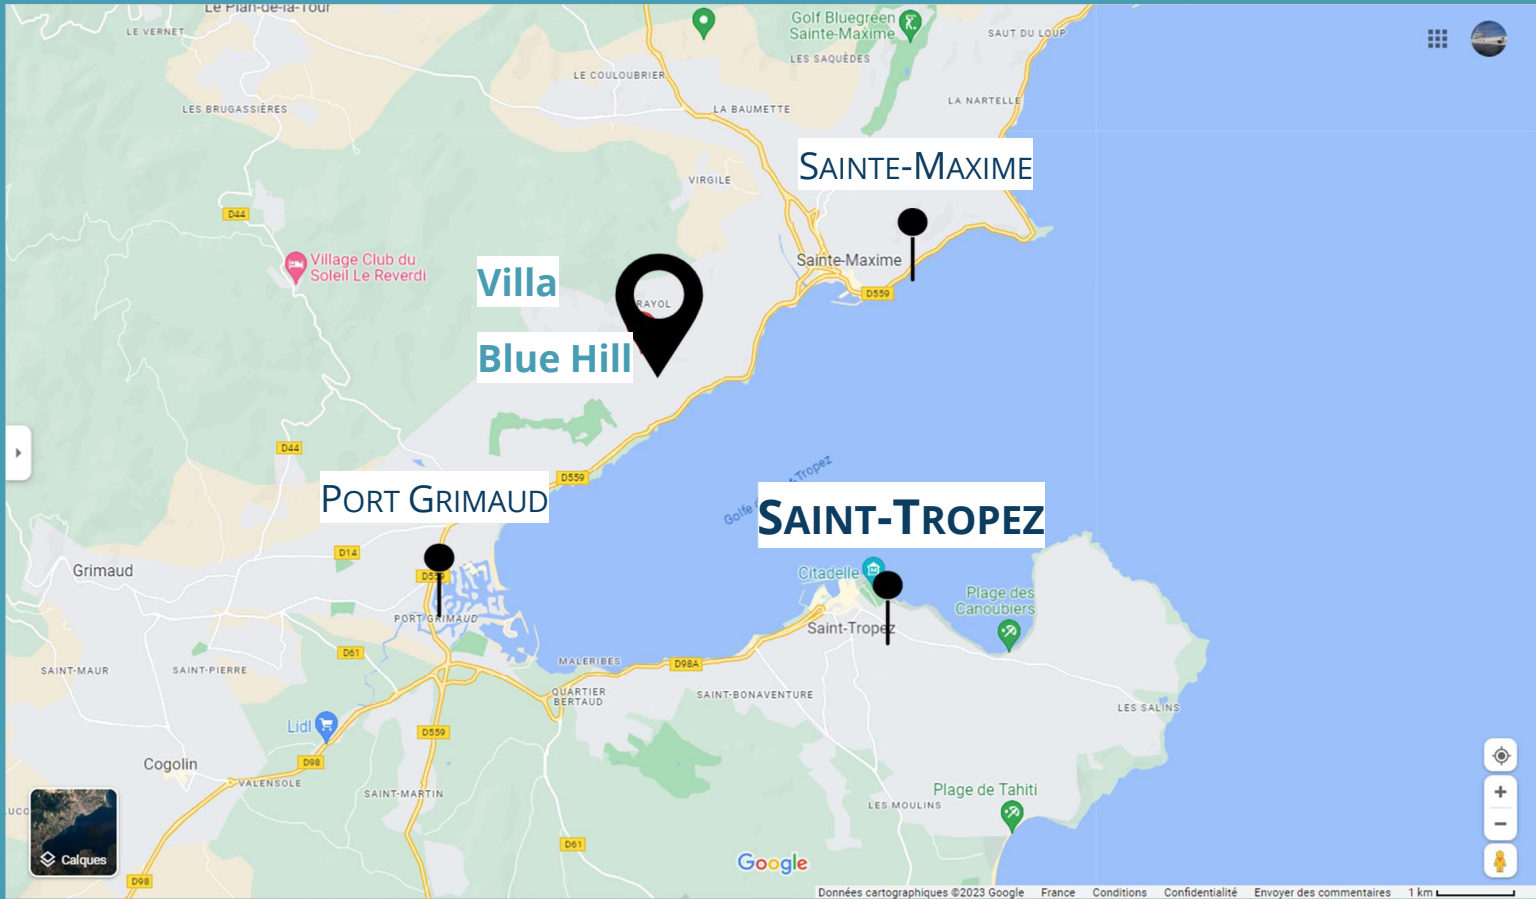 Le Plan-de-la-Tour
LE VERNET
Golf Bluegreen
Sainte-Maxime
SAUT DU LOUP
LES SAQUÈDES
LE COULOUBRIER
LES BRUGASSIÈRES
LA BAUMETTE
LA NARTELLE
SAINTE-MAXIME
VIRGILE
D44
Village Club du
Soleil Le Reverdi
Sainte-Maxime
Villa
RAYOL
D559
Blue Hill
D44
D559
PORT GRIMAUD
SAINT-TROPEZ
D14
Grimaud
D559
Citadelle
Plage des
Canoubiers
PORT GRIMAUD
Saint-Tropez
D61
SAINT-MAUR
SAINT-PIERRE
MALERIBES
D98A
QUARTIER
BERTAUD
SAINT-BONAVENTURE
LES SALINS
Lidl
D559
D98
Cogolin
VALENSOLE
SAINT-MARTIN
Plage de Tahiti
LES MOULINS
D61
Calques
Google
D98
Données cartographiques ©2023 Google France Conditions Confidentialité Envoyer des commentaires 1 km